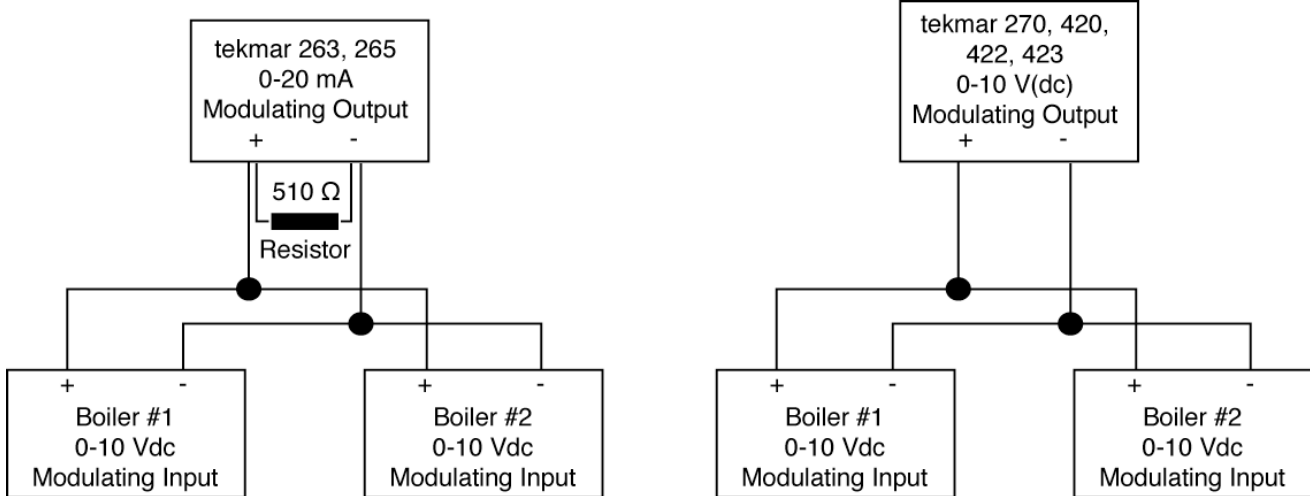 tekmar 263, 265
0-20 mA
Modulating Output
+ -
510 Ω
Resistor
+ -
Boiler #1
0-10 Vdc
Modulating Input
+ -
Boiler #2
0-10 Vdc
Modulating Input
tekmar 270, 420,
422, 423
0-10 V(dc)
Modulating Output
+ -
+ -
Boiler #1
0-10 Vdc
Modulating Input
+ -
Boiler #2
0-10 Vdc
Modulating Input